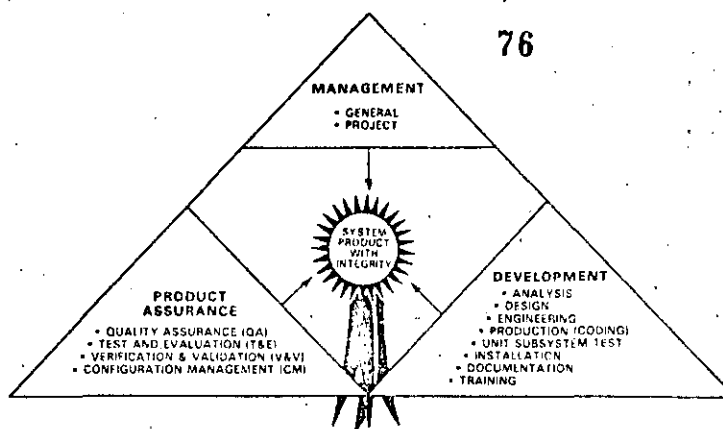 76
MANAGEMENT
• GENERAL
• PROJECT
SYSTEM
PRODUCT
WITH
INTEGRITY
PRODUCT
ASSURANCE
• QUALITY ASSURANCE (QA)
• TEST AND EVALUATION (T&E)
• VERIFICATION & VALIDATION (V&V)
• CONFIGURATION MANAGEMENT (CM)
DEVELOPMENT
• ANALYSIS
• DESIGN
• ENGINEERING
• PRODUCTION (CODING)
• UNIT SUBSYSTEM TEST
• INSTALLATION
• DOCUMENTATION
• TRAINING